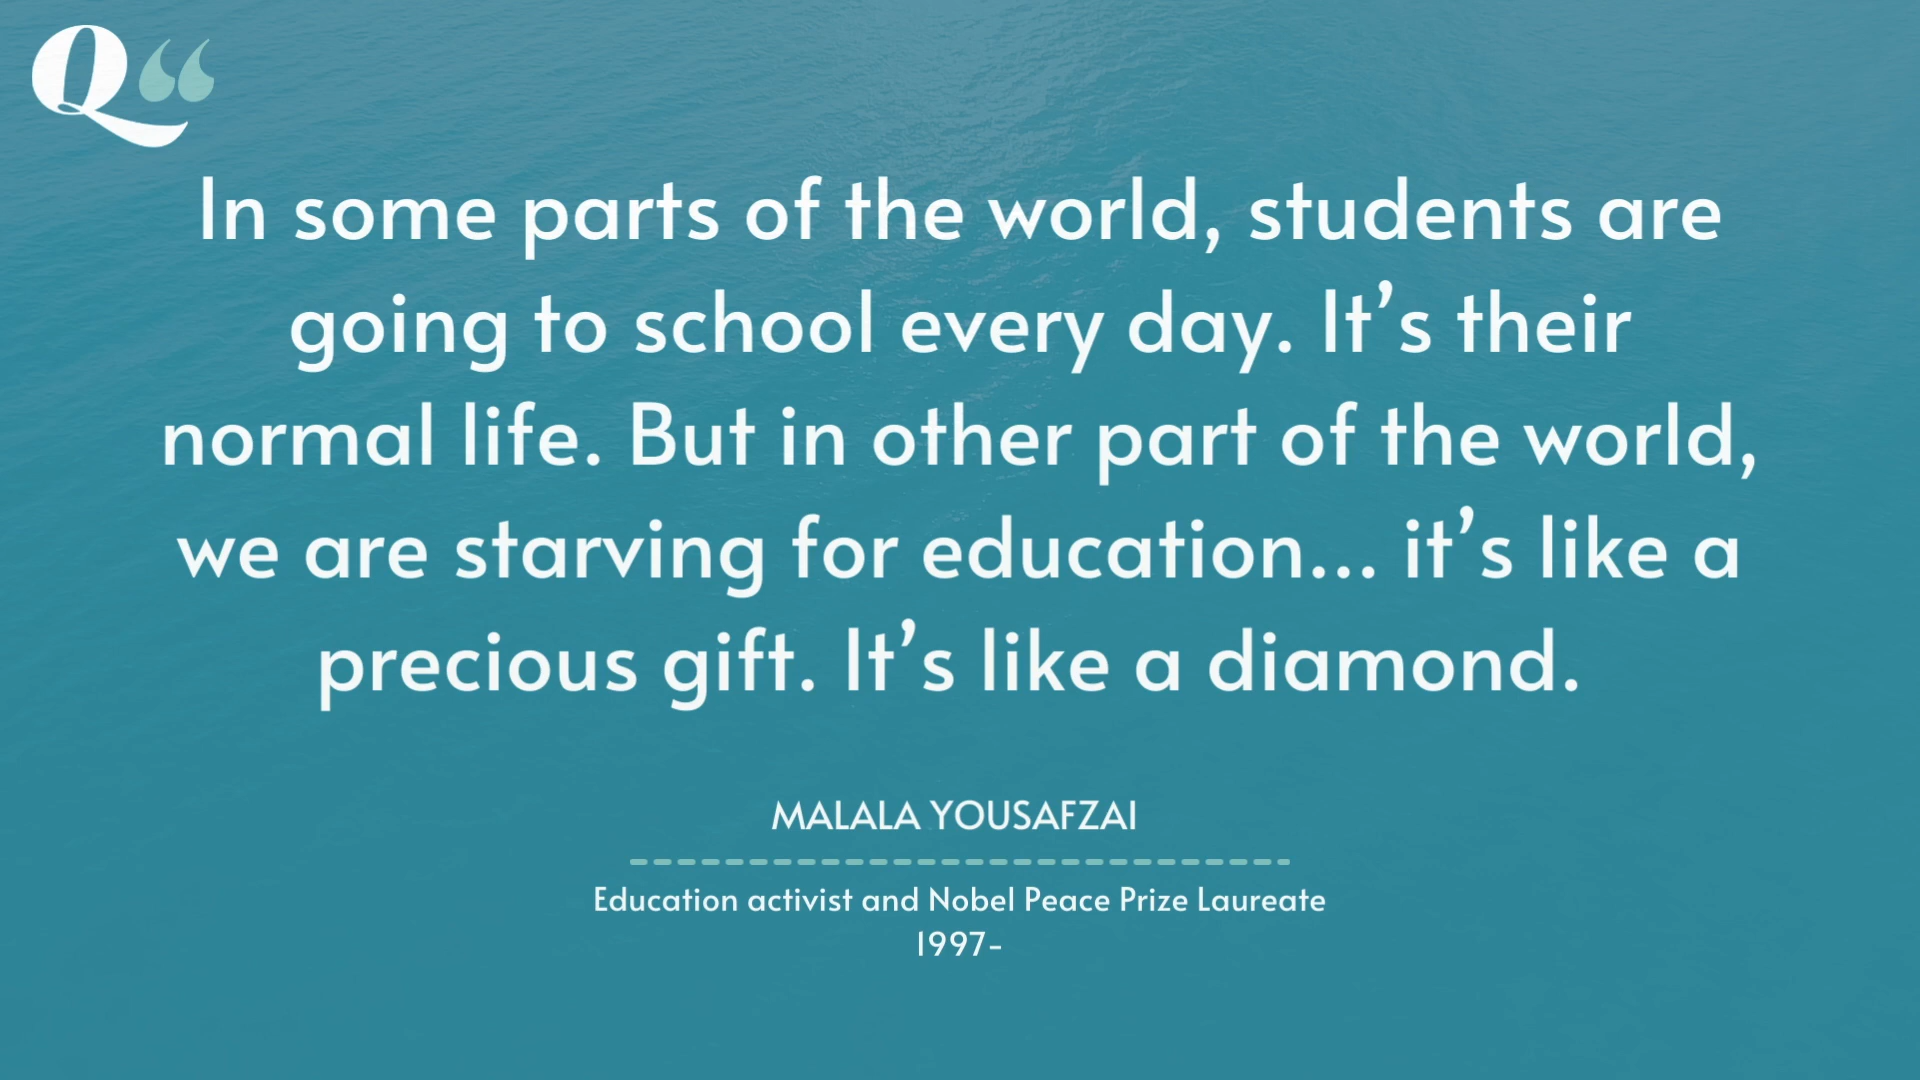 Q“
In some parts of the world, students are
going to school every day. It’s their
normal life. But in other part of the world,
we are starving for education... it’s like a
precious gift. It’s like a diamond.
MALALA YOUSAFZAI
Education activist and Nobel Peace Prize Laureate
1997-